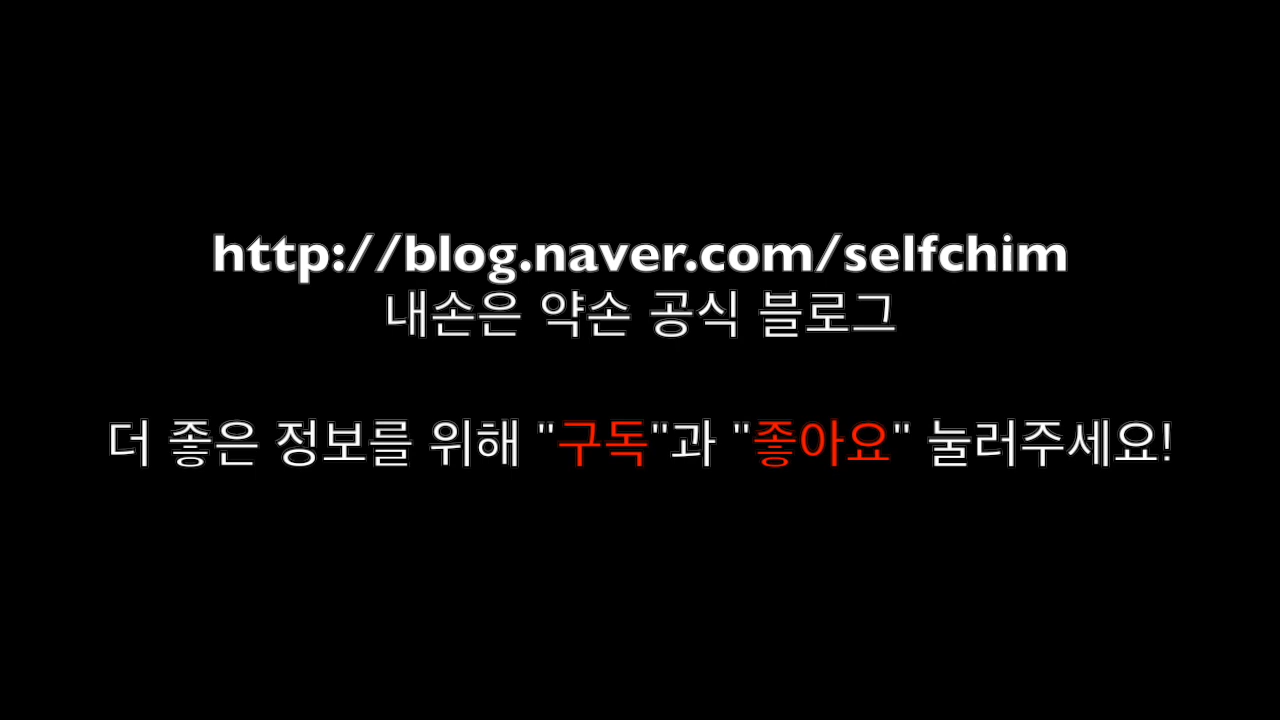 http://blog.naver.com/selfchim
내손은 약손 공식 블로그
더 좋은 정보를 위해 "구독"과 "좋아요" 눌러주세요!